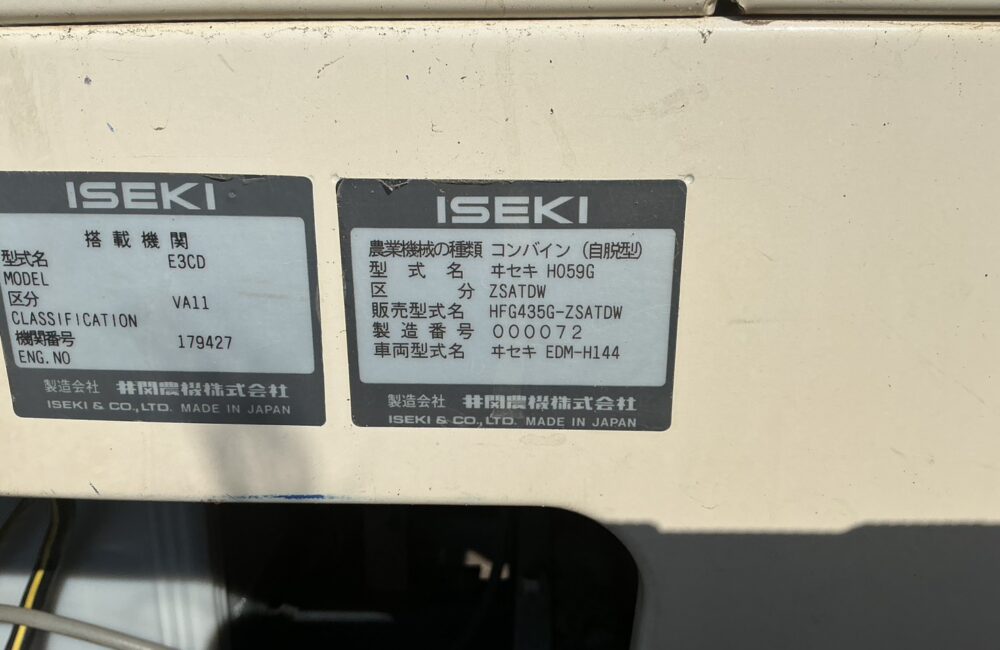 ISEKI
搭載機関
型式名 E3CD
MODEL
区分 VA11
CLASSIFICATION
機関番号 179427
ENG.NO
製造会社 井関農機株式会社
ISEKI & CO.,LTD. MADE IN JAPAN
ISEKI
農業機械の種類 コンバイン (自脱型)
型式名 ヰセキ HO59G
区分 ZSATDW
販売型式名 HFG435G-ZSATDW
製造番号 000072
車両型式名 ヰセキ EDM-H144
製造会社 井関農機株式会社
ISEKI & CO.,LTD. MADE IN JAPAN